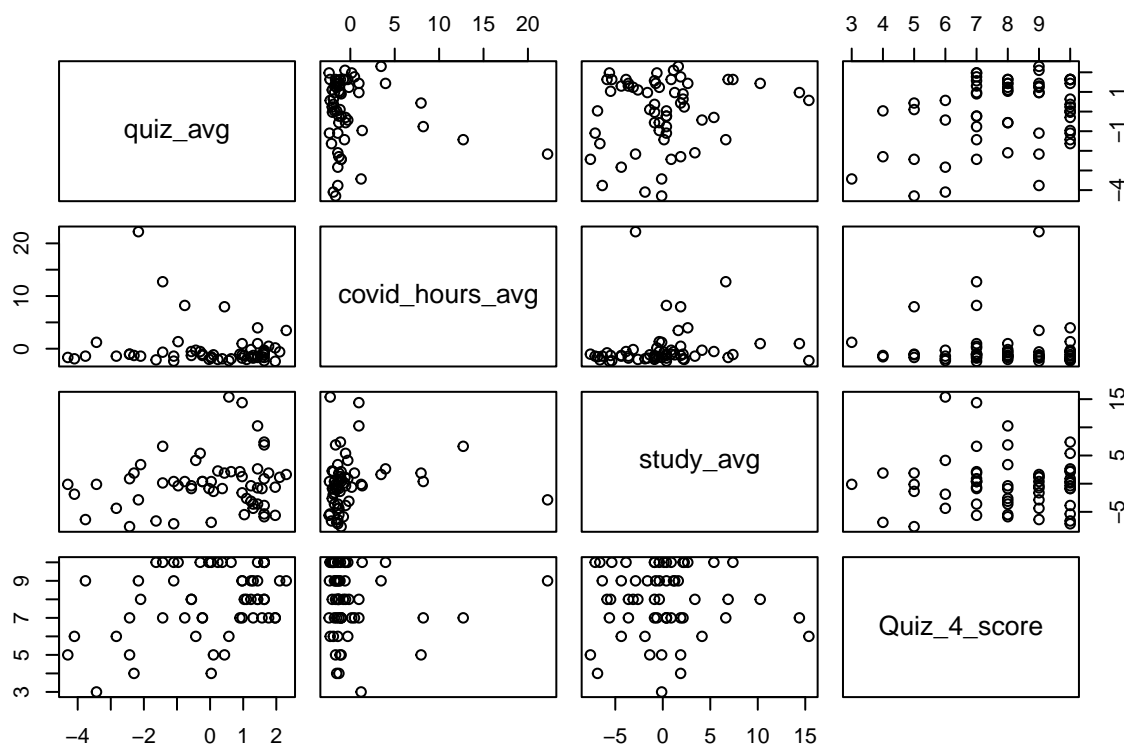 0 5 10 15 20
3 4 5 6 7 8 9
quiz_avg
-4 -1 1
0 10 20
covid_hours_avg
study_avg
-5 5 15
3 5 7 9
Quiz_4_score
−4 −2 0 1 2
−5 0 5 10 15